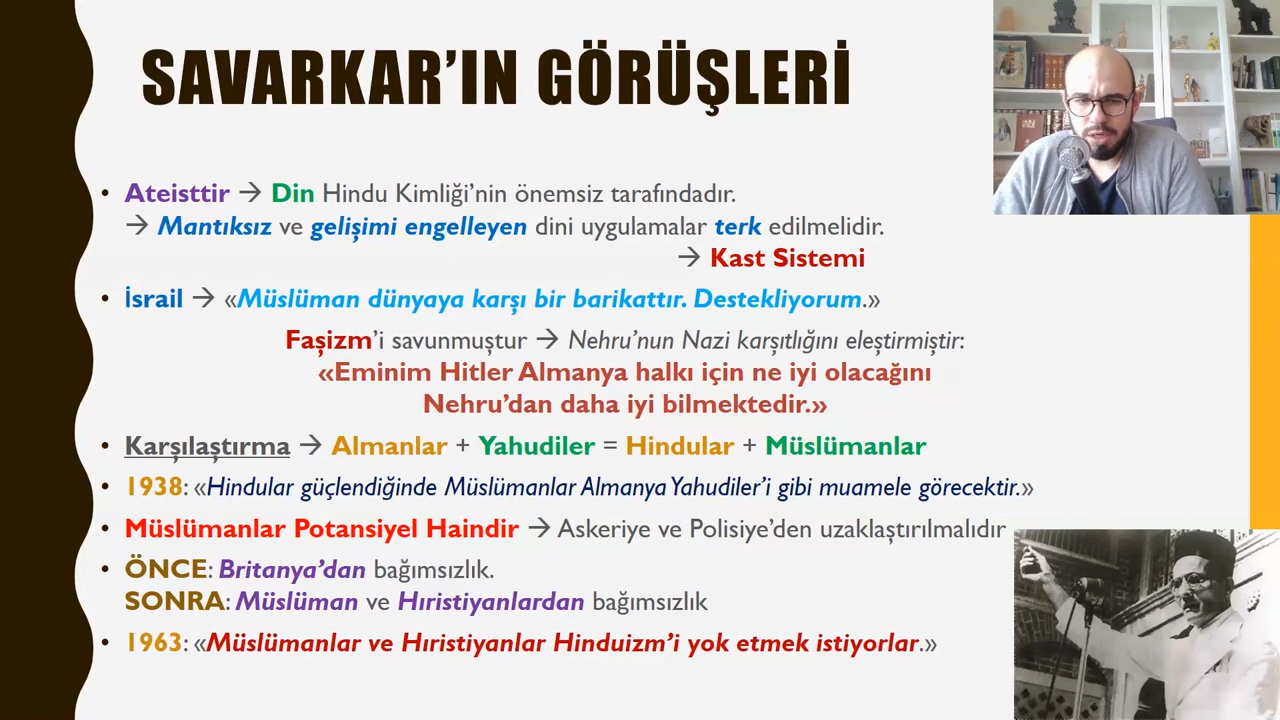 SAVARKAR’IN GÖRÜŞLERİ
• Ateisttir → Din Hindu Kimliği’nin önemsiz tarafındadır.
→ Mantıksız ve gelişimi engelleyen dini uygulamalar terk edilmelidir.
→ Kast Sistemi
• İsrail → «Müslüman dünyaya karşı bir barikattır. Destekliyorum.»
Faşizm’i savunmuştur → Nehru’nun Nazi karşıtlığını eleştirmiştir:
«Eminim Hitler Almanya halkı için ne iyi olacağını
Nehru’dan daha iyi bilmektedir.»
• Karşılaştırma → Almanlar + Yahudiler = Hindular + Müslümanlar
• 1938: «Hindular güçlendiğinde Müslümanlar Almanya Yahudiler’i gibi muamele görecektir.»
• Müslümanlar Potansiyel Haindir → Askeriye ve Polisiye’den uzaklaştırılmalıdır
• ÖNCE: Britanya’dan bağımsızlık.
SONRA: Müslüman ve Hıristiyanlardan bağımsızlık
• 1963: «Müslümanlar ve Hıristiyanlar Hinduizm’i yok etmek istiyorlar.»